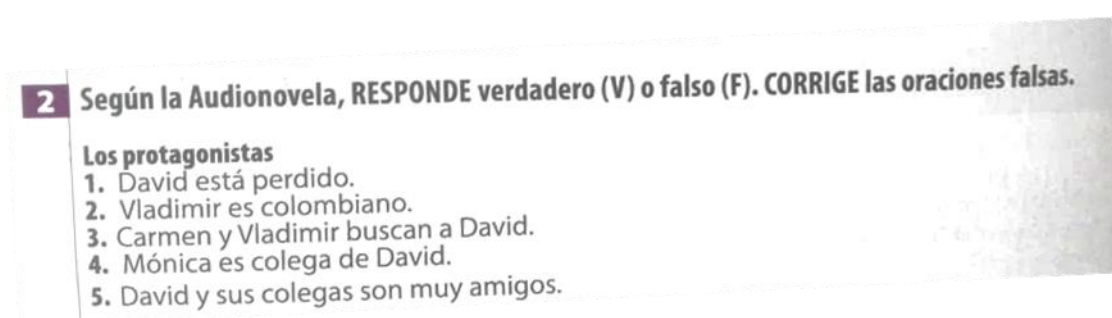 2 Según la Audionovela, RESPONDE verdadero (V) o falso (F). CORRIGE las oraciones falsas.
Los protagonistas
1. David está perdido.
2. Vladimir es colombiano.
3. Carmen y Vladimir buscan a David.
4. Mónica es colega de David.
5. David y sus colegas son muy amigos.